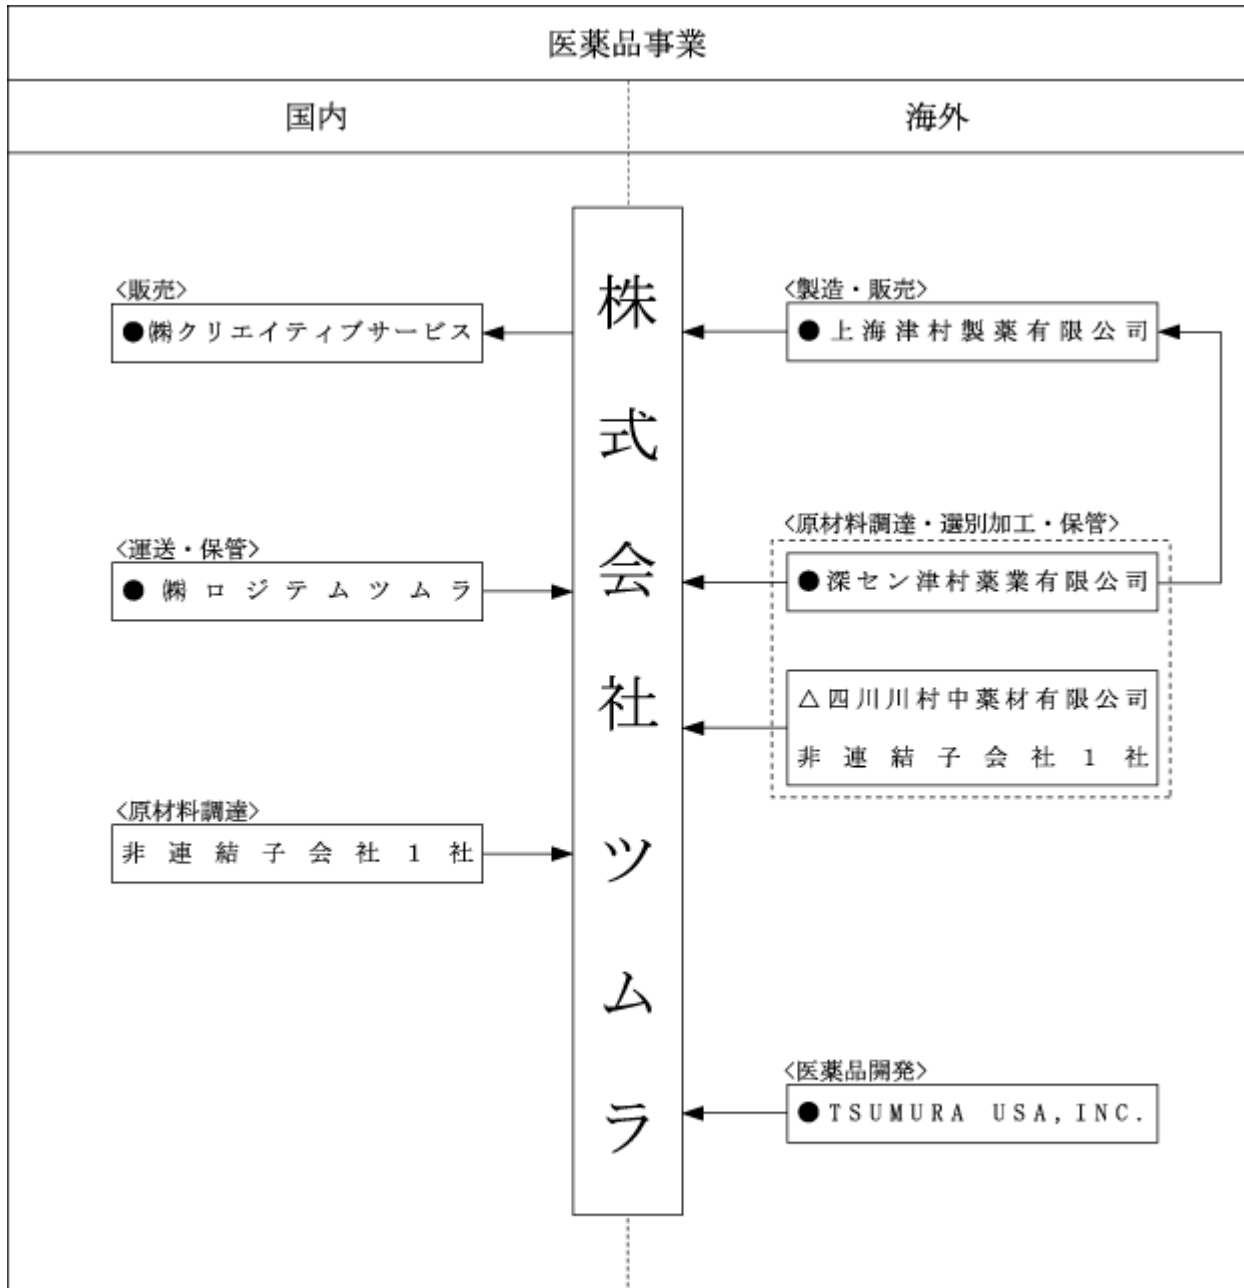 医薬品事業
国内
海外
株式会社ツムラ
<販売>
●㈱クリエイティブサービス
<運送・保管>
●㈱ロジテムツムラ
<原材料調達>
非連結子会社1社
<製造・販売>
●上海津村製薬有限公司
<原材料調達・選別加工・保管>
●深セン津村薬業有限公司
△四川川村中薬材有限公司
非連結子会社1社
<医薬品開発>
●TSUMURA USA,INC.